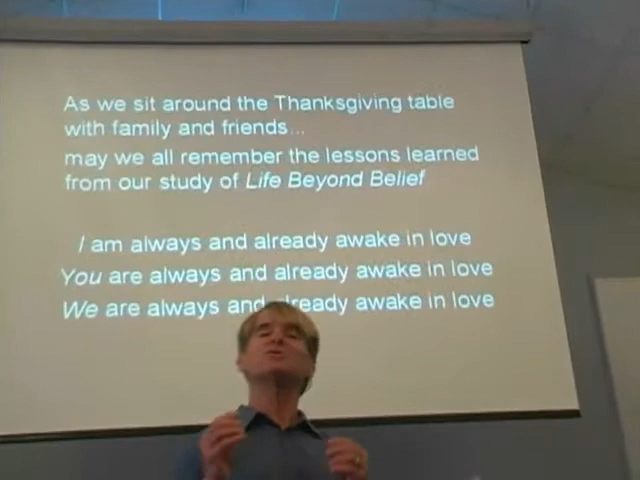 As we sit around the Thanksgiving table
with family and friends...
may we all remember the lessons learned
from our study of Life Beyond Belief
I am always and already awake in love
You are always and already awake in love
We are always and already awake in love